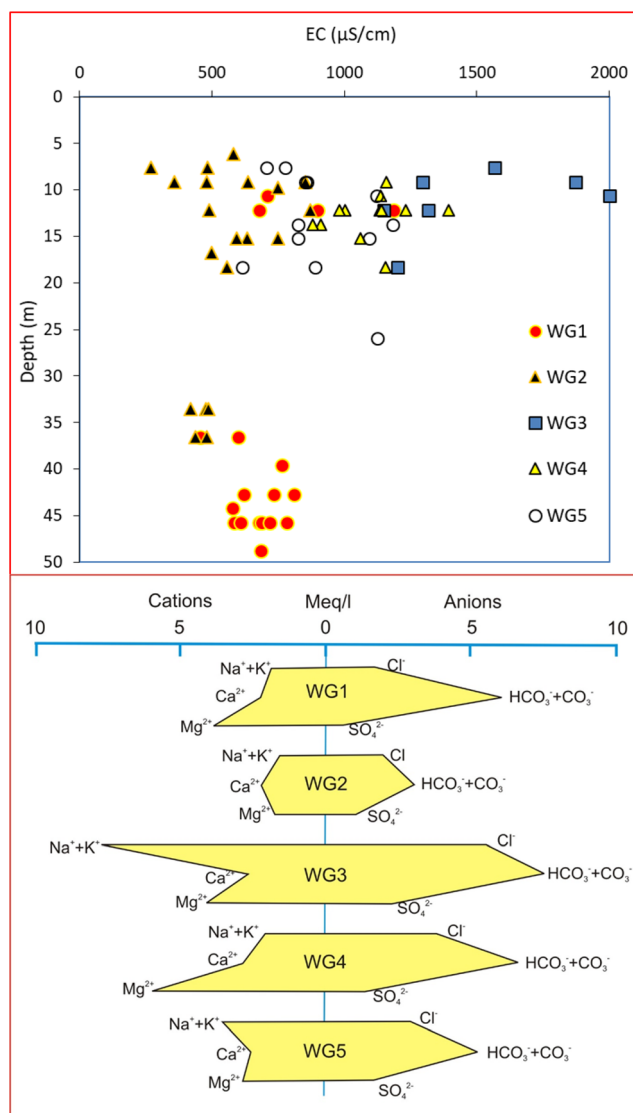 EC (µS/cm)
0 500 1000 1500 2000
0
5
10
15
20
25
30
35
40
45
50
Depth (m)
WG1
WG2
WG3
WG4
WG5
Cations Meq/l Anions
10 5 0 5 10
Na⁺+K⁺ Cl⁻
Ca²⁺ WG1 HCO₃⁻+CO₃⁻
Mg²⁺ SO₄²⁻
Na⁺+K⁺ Cl
Ca²⁺ WG2 HCO₃⁻+CO₃⁻
Mg²⁺ SO₄²⁻
Na⁺+K⁺ Cl⁻
Ca²⁺ WG3 HCO₃⁻+CO₃⁻
Mg²⁺ SO₄²⁻
Na⁺+K⁺ Cl⁻
Ca²⁺ WG4 HCO₃⁻+CO₃⁻
Mg²⁺ SO₄²⁻
Na⁺+K⁺ Cl⁻
Ca²⁺ WG5 HCO₃⁻+CO₃⁻
Mg²⁺ SO₄²⁻